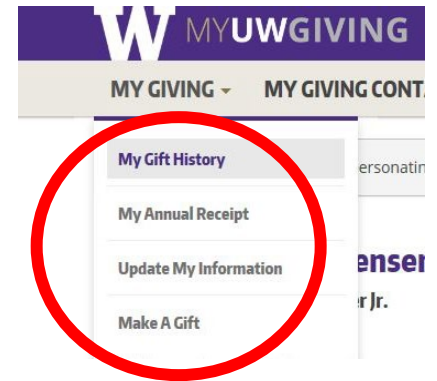 W MYUWGIVING
MY GIVING MY GIVING CONT
My Gift History
ersonatin
My Annual Receipt
Update My Information
enser
r Jr.
Make A Gift